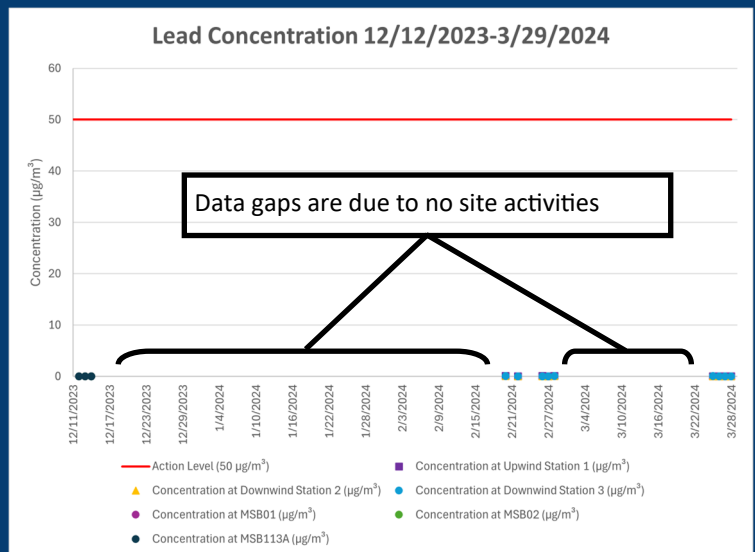 Lead Concentration 12/12/2023-3/29/2024
60
50
40
30
20
10
0
Concentration (µg/m³)
Data gaps are due to no site activities
12/11/2023
12/17/2023
12/23/2023
12/29/2023
1/4/2024
1/10/2024
1/16/2024
1/22/2024
1/28/2024
2/3/2024
2/9/2024
2/15/2024
2/21/2024
2/27/2024
3/4/2024
3/10/2024
3/16/2024
3/22/2024
3/28/2024
Action Level (50 µg/m³)
Concentration at Upwind Station 1 (µg/m³)
Concentration at Downwind Station 2 (µg/m³)
Concentration at Downwind Station 3 (µg/m³)
Concentration at MSB01 (µg/m³)
Concentration at MSB02 (µg/m³)
Concentration at MSB113A (µg/m³)